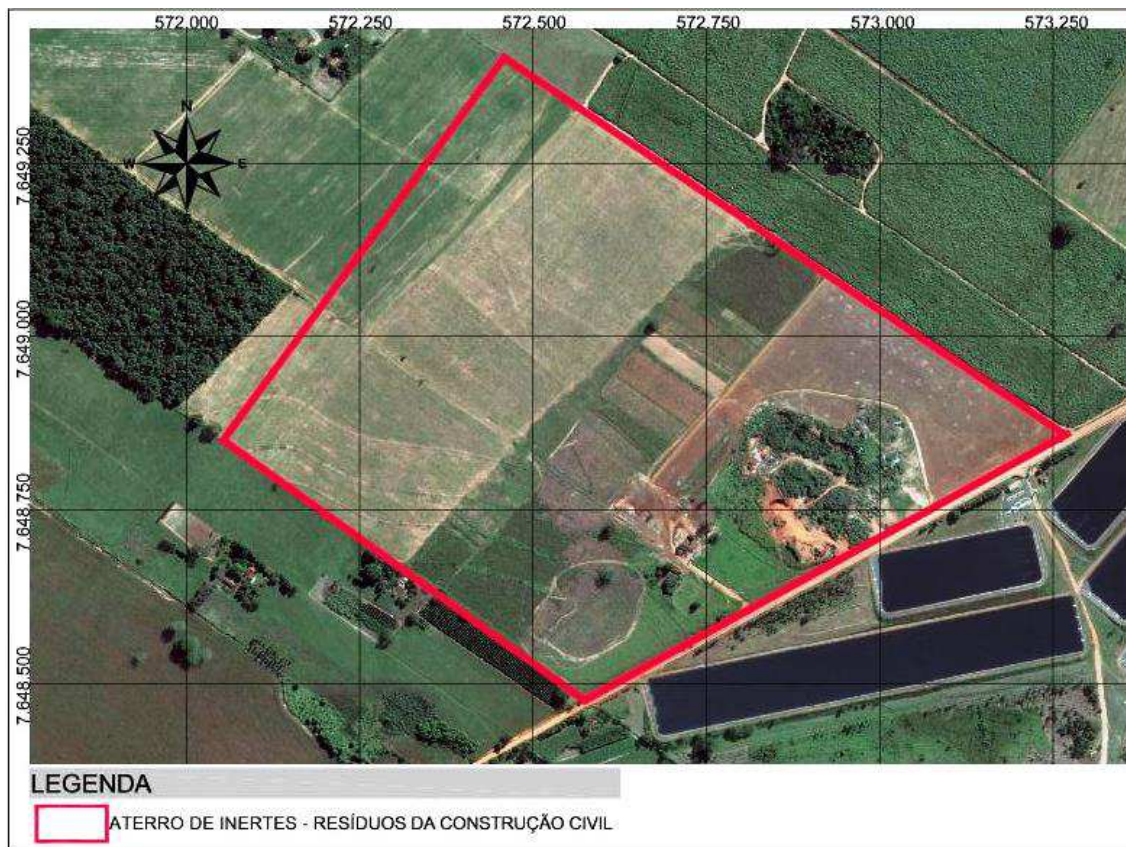 572.000 572.250 572.500 572.750 573.000 573.250
N
W E
7.649.250
7.649.000
7.648.750
7.648.500
LEGENDA
ATERRO DE INERTES - RESÍDUOS DA CONSTRUÇÃO CIVIL